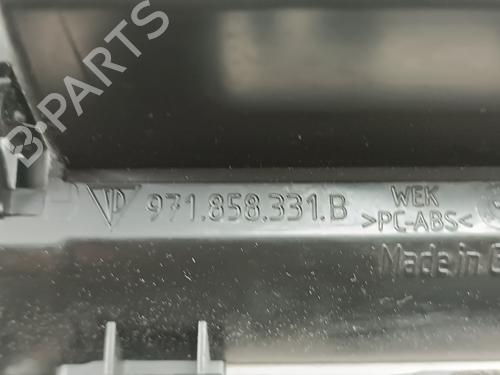 B-PARTS
971.858.331.B
WEK
>PC-ABS<
Made in